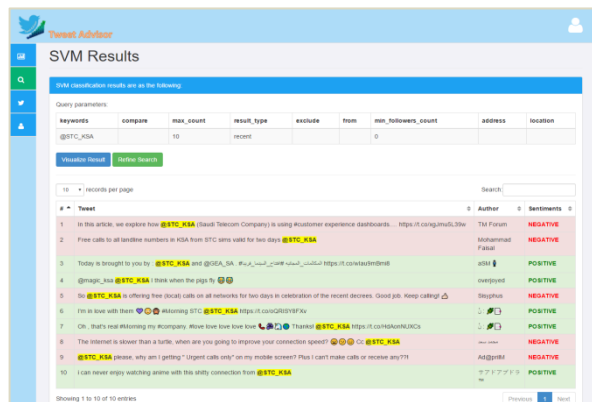 Tweet Advisor
SVM Results
SVM classification results are as the following:
Query parameters:
keywords compare max_count result_type exclude from min_followers_count address location
@STC_KSA 10 recent 0
Visualize Result Refine Search
10 records per page Search:
# Tweet Author Sentiments
1 In this article, we explore how @STC_KSA (Saudi Telecom Company) is using #customer experience dashboards.... TM Forum NEGATIVE
2 Free calls to all landline numbers in KSA from STC sims valid for two days @STC_KSA Mohammad Faisal NEGATIVE
3 Today is brought to you by : @STC_KSA and @GEA_SA . aSM POSITIVE
4 @magic_ksa @STC_KSA I think when the pigs fly 😂😂 overjoyed POSITIVE
5 So @STC_KSA is offering free (local) calls on all networks for two days in celebration of the recent decrees. Good job. Keep calling! Sisyphus NEGATIVE
6 I'm in love with them #Morning STC @STC_KSA POSITIVE
7 Oh , that's real #Morning my #company. #love love love love love Thanks! @STC_KSA POSITIVE
8 The internet is slower than a turtle, when are you going to improve your connection speed? Cc @STC_KSA NEGATIVE
9 @STC_KSA please, why am I getting " Urgent calls only" on my mobile screen? Plus I can't make calls or receive any??! NEGATIVE
10 I can never enjoy watching anime with this shitty connection from @STC_KSA POSITIVE
Showing 1 to 10 of 10 entries Previous 1 Next